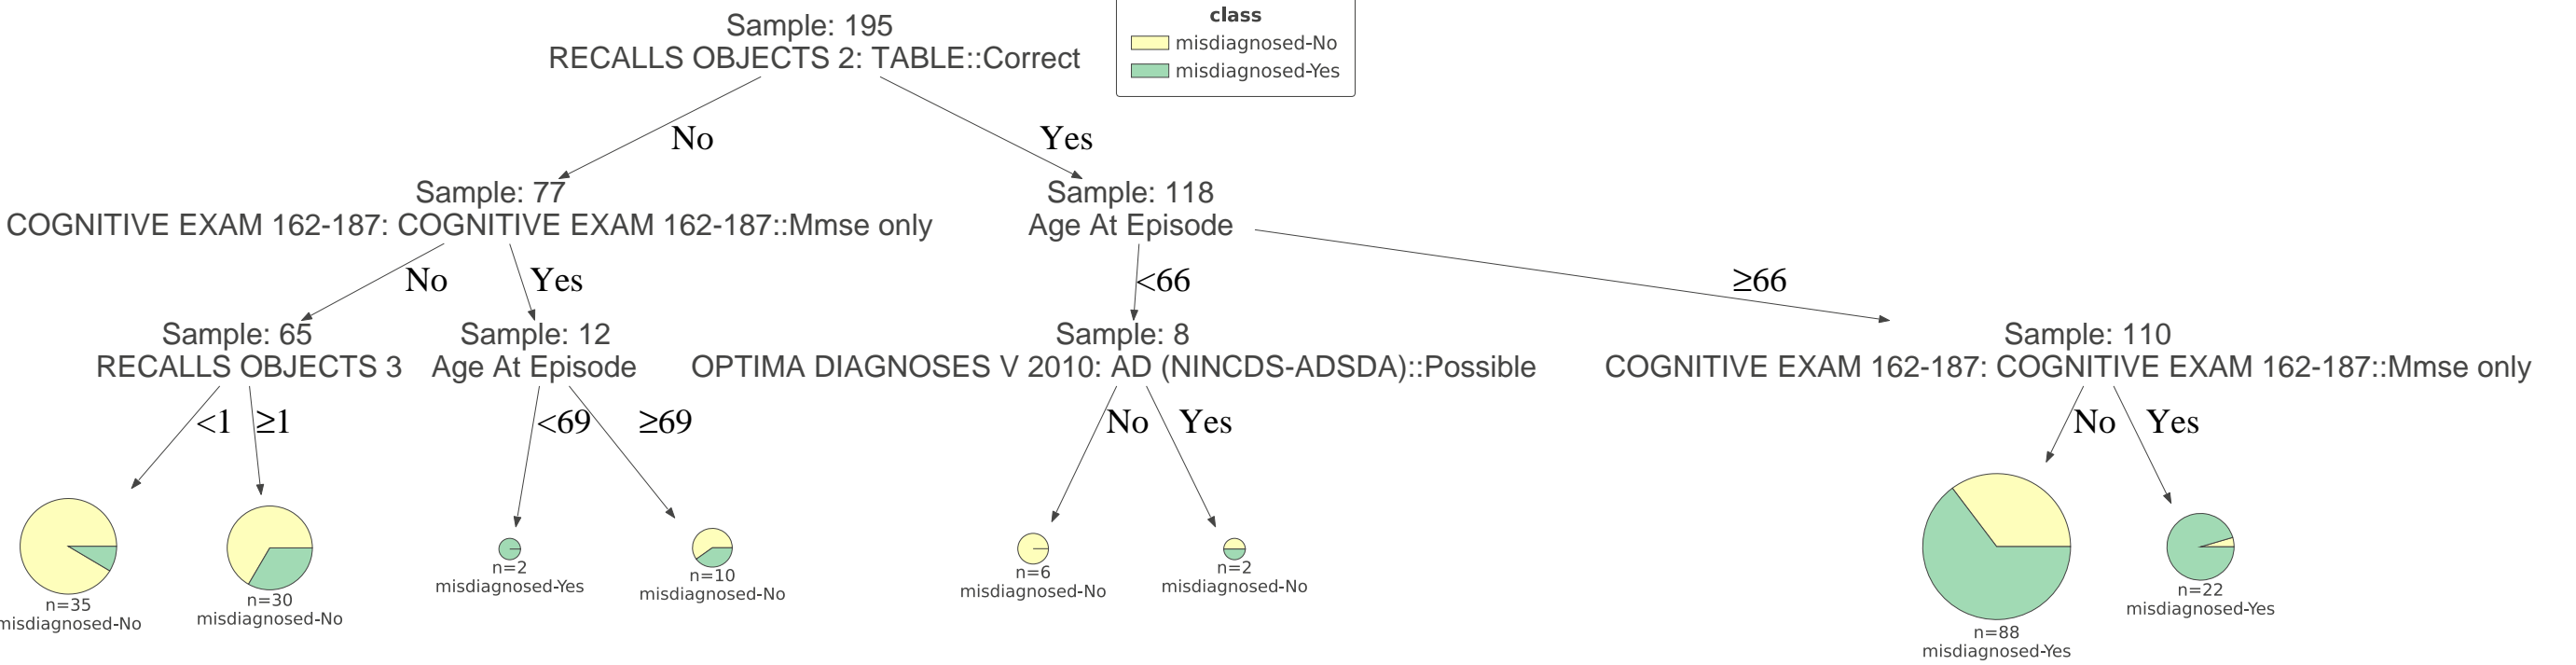 Sample: 195
RECALLS OBJECTS 2: TABLE::Correct
class
misdiagnosed-No
misdiagnosed-Yes
No
Yes
Sample: 77
COGNITIVE EXAM 162-187: COGNITIVE EXAM 162-187::Mmse only
Sample: 118
Age At Episode
No
Yes
<66
≥66
Sample: 65
RECALLS OBJECTS 3
Sample: 12
Age At Episode
Sample: 8
OPTIMA DIAGNOSES V 2010: AD (NINCDS-ADSDA)::Possible
Sample: 110
COGNITIVE EXAM 162-187: COGNITIVE EXAM 162-187::Mmse only
<1
≥1
<69
≥69
No
Yes
No
Yes
n=35
misdiagnosed-No
n=30
misdiagnosed-No
n=2
misdiagnosed-Yes
n=10
misdiagnosed-No
n=6
misdiagnosed-No
n=2
misdiagnosed-No
n=88
misdiagnosed-Yes
n=22
misdiagnosed-Yes